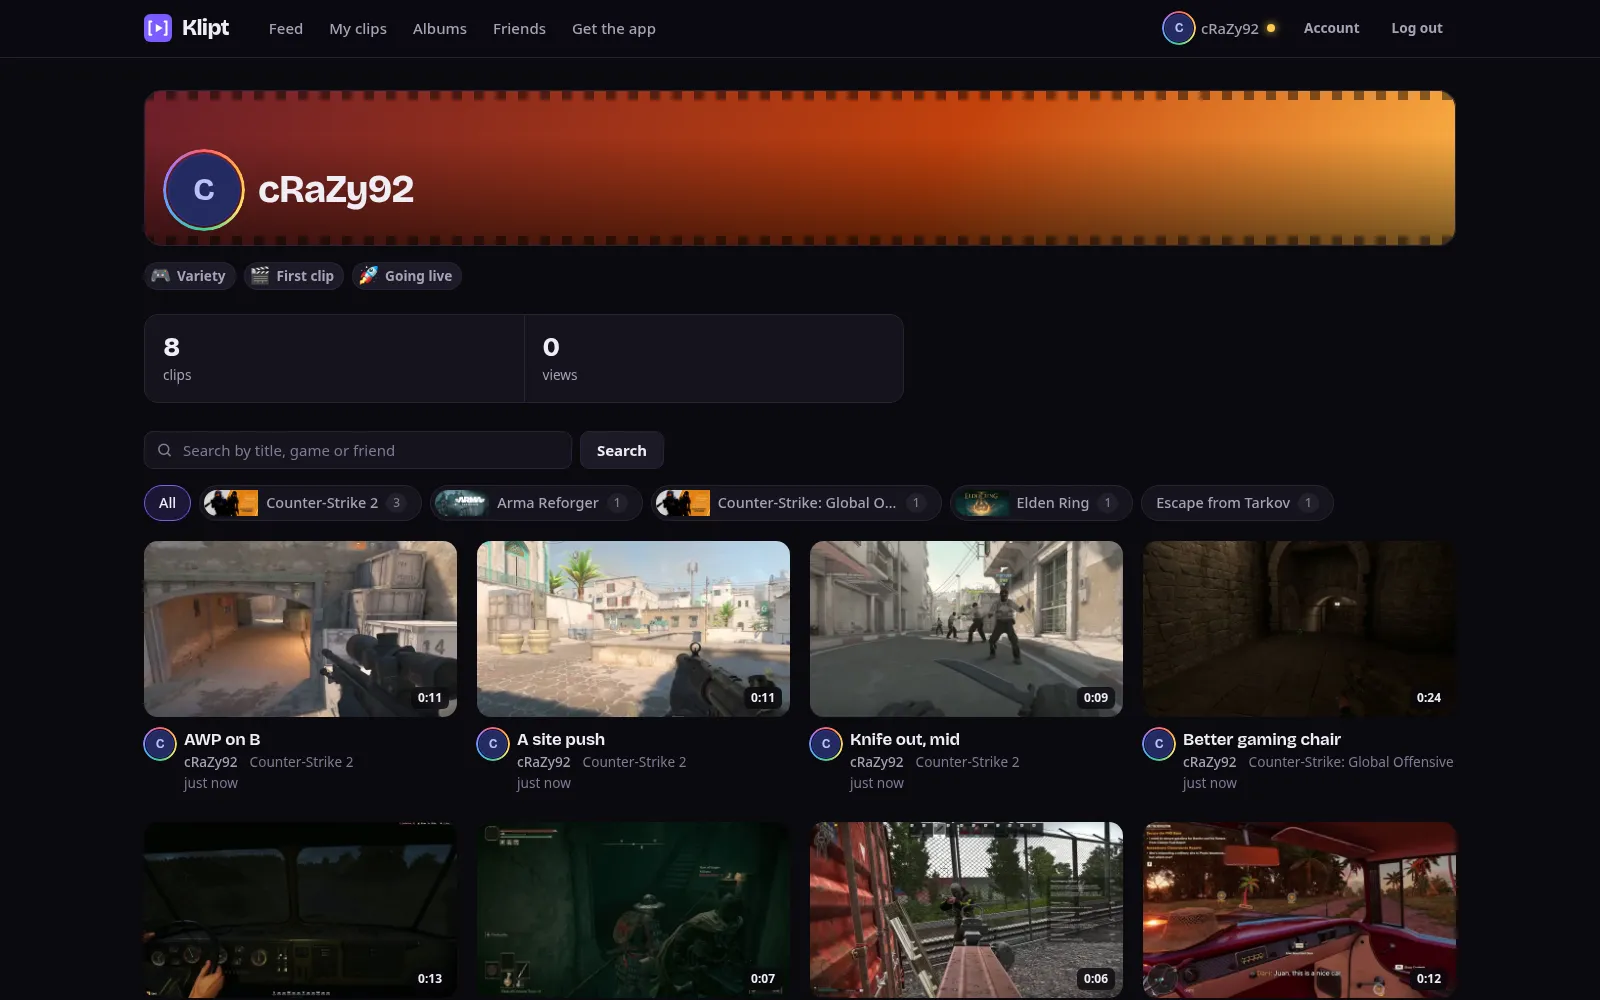 Klipt
Feed
My clips
Albums
Friends
Get the app
C
cRaZy92
Account
Log out
C
cRaZy92
Variety
First clip
Going live
8
clips
0
views
Search by title, game or friend
Search
All
Counter-Strike 2 3
Arma Reforger 1
Counter-Strike: Global O... 1
Elden Ring 1
Escape from Tarkov 1
0:11
0:11
0:09
0:24
C
AWP on B
cRaZy92 Counter-Strike 2
just now
C
A site push
cRaZy92 Counter-Strike 2
just now
C
Knife out, mid
cRaZy92 Counter-Strike 2
just now
C
Better gaming chair
cRaZy92 Counter-Strike: Global Offensive
just now
0:13
0:07
0:06
Juan, this is a nice car
0:12